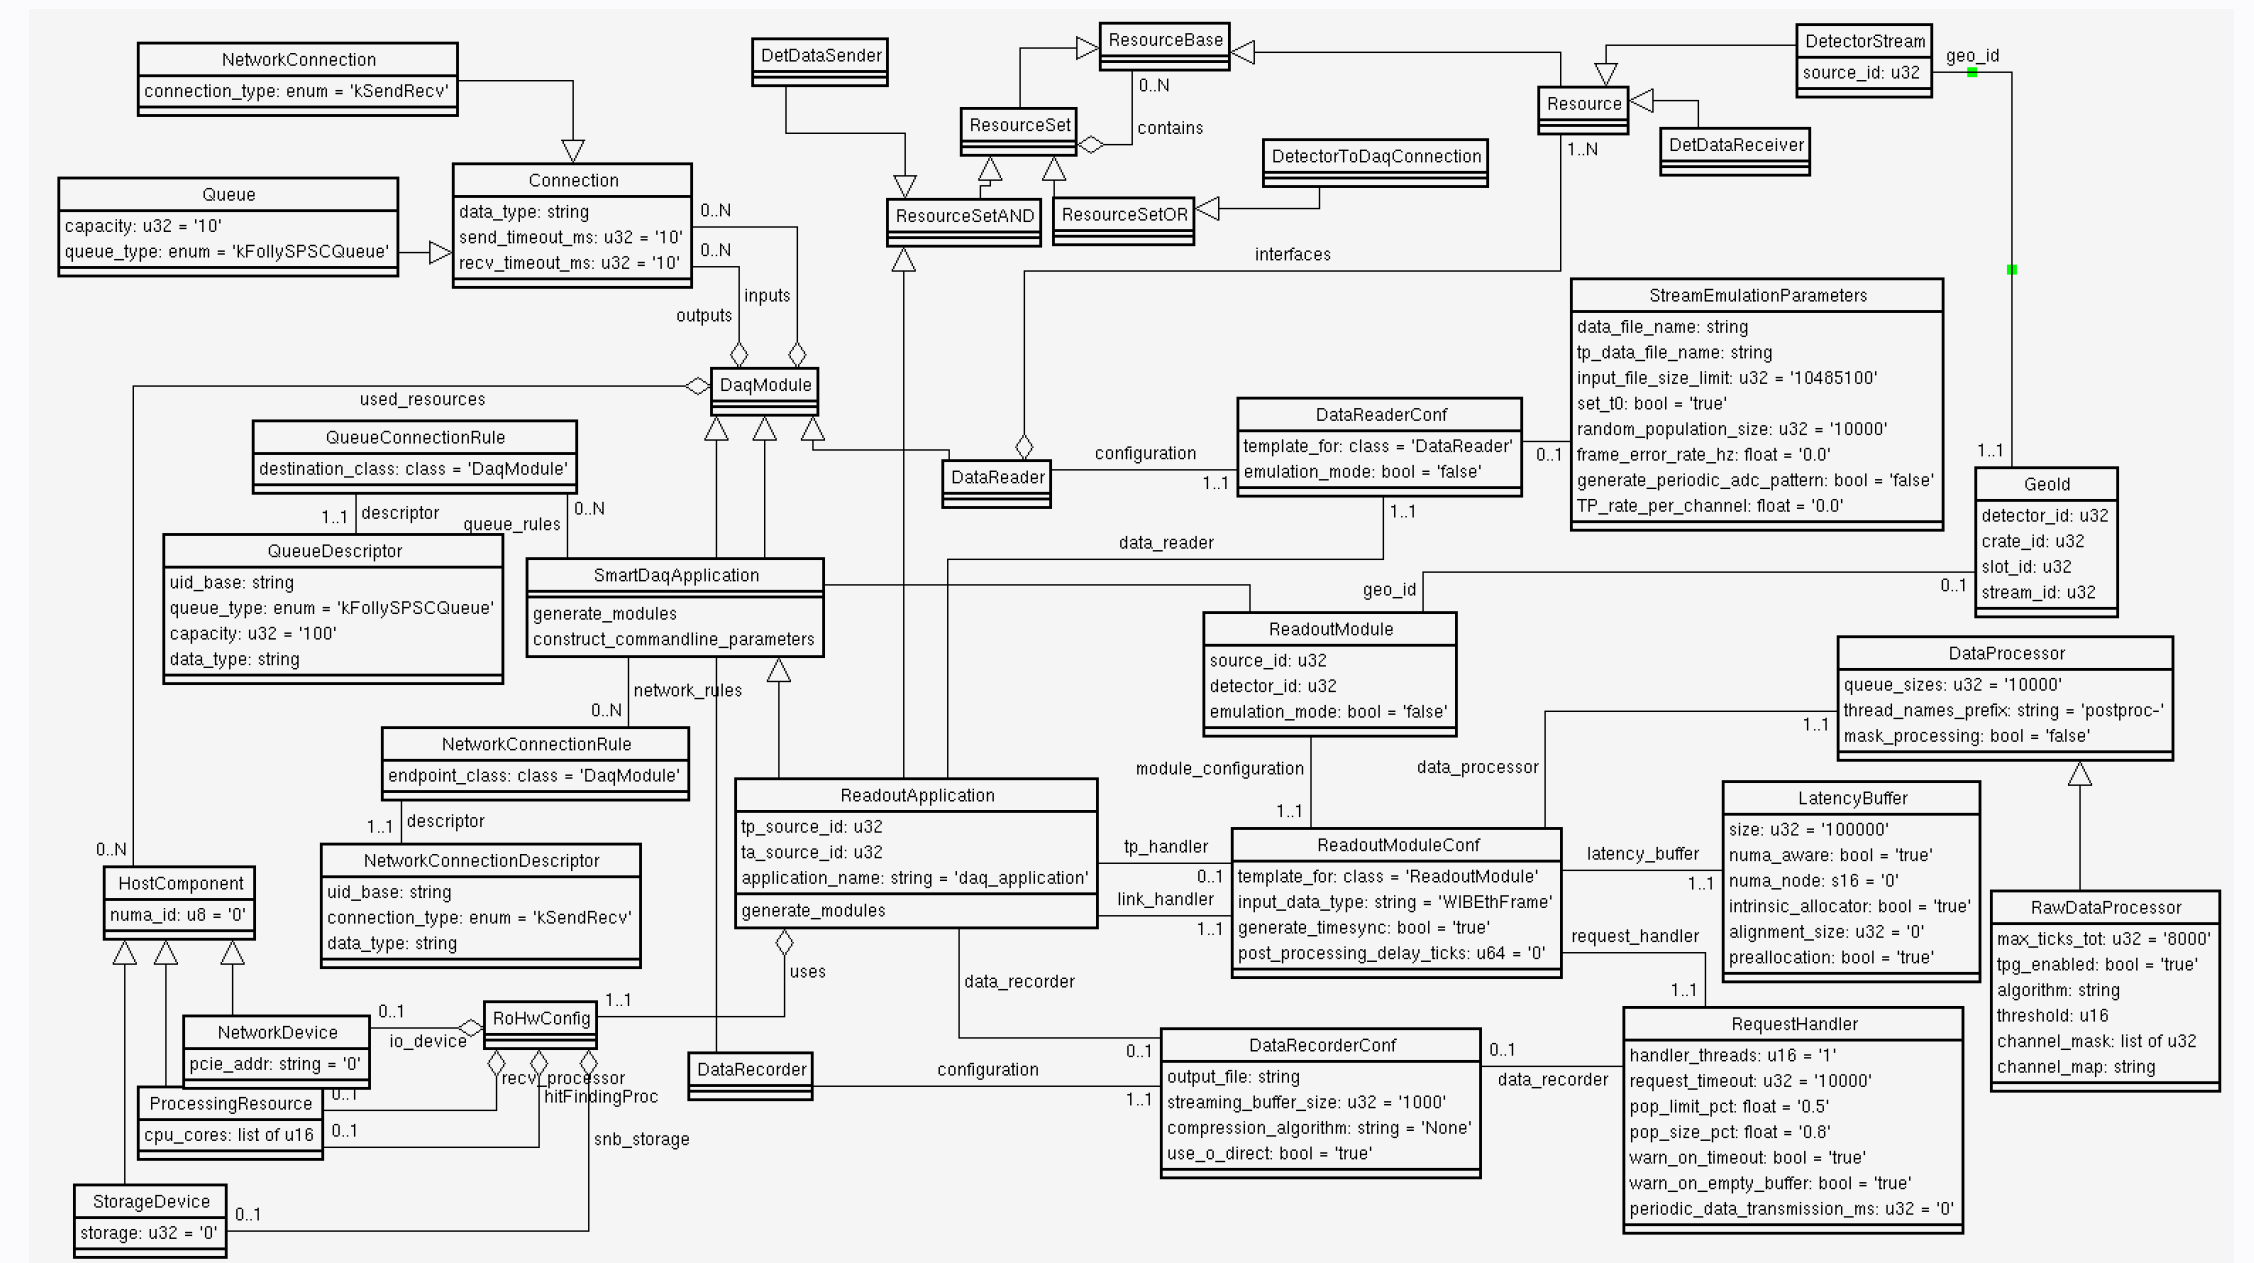 NetworkConnection
connection_type: enum = 'kSendRecv'
DetDataSender
ResourceBase
0..N
contains
ResourceSet
DetectorStream
source_id: u32
geo_id
Resource
1..N
DetDataReceiver
DetectorToDaqConnection
ResourceSetAND
ResourceSetOR
interfaces
Queue
capacity: u32 = '10'
queue_type: enum = 'kFollySPSCQueue'
Connection
data_type: string
send_timeout_ms: u32 = '10'
recv_timeout_ms: u32 = '10'
0..N
0..N
inputs
outputs
DaqModule
used_resources
StreamEmulationParameters
data_file_name: string
tp_data_file_name: string
input_file_size_limit: u32 = '10485100'
set_t0: bool = 'true'
random_population_size: u32 = '10000'
frame_error_rate_hz: float = '0.0'
generate_periodic_adc_pattern: bool = 'false'
TP_rate_per_channel: float = '0.0'
DataReaderConf
template_for: class = 'DataReader'
emulation_mode: bool = 'false'
0..1
1..1
configuration
1..1
DataReader
data_reader
1..1
GeoId
detector_id: u32
crate_id: u32
slot_id: u32
stream_id: u32
0..1
geo_id
QueueConnectionRule
destination_class: class = 'DaqModule'
1..1
descriptor
queue_rules
0..N
QueueDescriptor
uid_base: string
queue_type: enum = 'kFollySPSCQueue'
capacity: u32 = '100'
data_type: string
SmartDaqApplication
generate_modules
construct_commandline_parameters
network_rules
0..N
ReadoutModule
source_id: u32
detector_id: u32
emulation_mode: bool = 'false'
module_configuration
1..1
DataProcessor
queue_sizes: u32 = '10000'
thread_names_prefix: string = 'postproc-'
mask_processing: bool = 'false'
1..1
data_processor
NetworkConnectionRule
endpoint_class: class = 'DaqModule'
1..1
descriptor
NetworkConnectionDescriptor
uid_base: string
connection_type: enum = 'kSendRecv'
data_type: string
ReadoutApplication
tp_source_id: u32
ta_source_id: u32
application_name: string = 'daq_application'
generate_modules
tp_handler
0..1
link_handler
1..1
uses
data_recorder
ReadoutModuleConf
template_for: class = 'ReadoutModule'
input_data_type: string = 'WIBEthFrame'
generate_timesync: bool = 'true'
post_processing_delay_ticks: u64 = '0'
latency_buffer
1..1
request_handler
1..1
LatencyBuffer
size: u32 = '100000'
numa_aware: bool = 'true'
numa_node: s16 = '0'
intrinsic_allocator: bool = 'true'
alignment_size: u32 = '0'
preallocation: bool = 'true'
RawDataProcessor
max_ticks_tot: u32 = '8000'
tpg_enabled: bool = 'true'
algorithm: string
threshold: u16
channel_mask: list of u32
channel_map: string
0..N
HostComponent
numa_id: u8 = '0'
NetworkDevice
pcie_addr: string = '0'
0..1
io_device
RoHwConfig
1..1
recv_processor
hitFindingProc
snb_storage
ProcessingResource
cpu_cores: list of u16
0..1
0..1
StorageDevice
storage: u32 = '0'
0..1
DataRecorder
configuration
0..1
1..1
DataRecorderConf
output_file: string
streaming_buffer_size: u32 = '1000'
compression_algorithm: string = 'None'
use_o_direct: bool = 'true'
0..1
data_recorder
RequestHandler
handler_threads: u16 = '1'
request_timeout: u32 = '10000'
pop_limit_pct: float = '0.5'
pop_size_pct: float = '0.8'
warn_on_timeout: bool = 'true'
warn_on_empty_buffer: bool = 'true'
periodic_data_transmission_ms: u32 = '0'